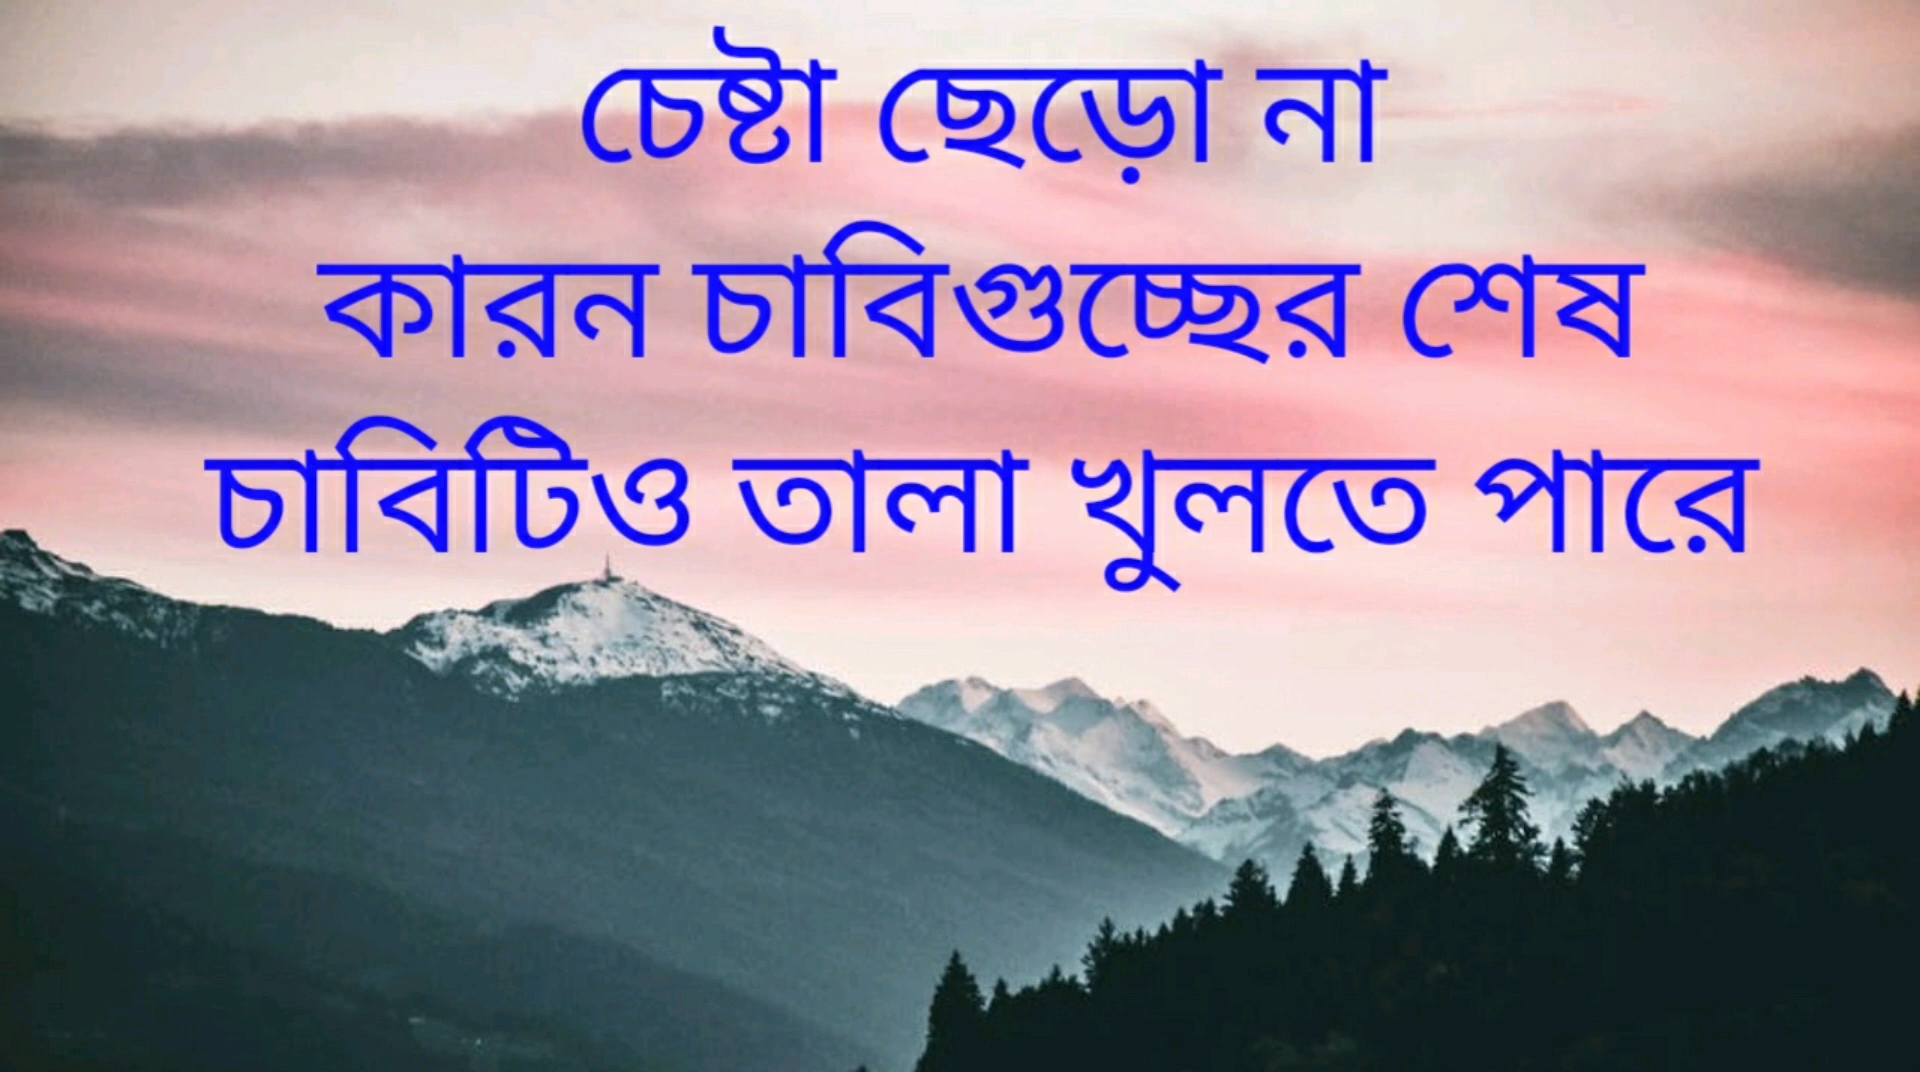 চেষ্টা ছেড়ো না
কারন চাবিগুচ্ছের শেষ
চাবিটিও তালা খুলতে পারে